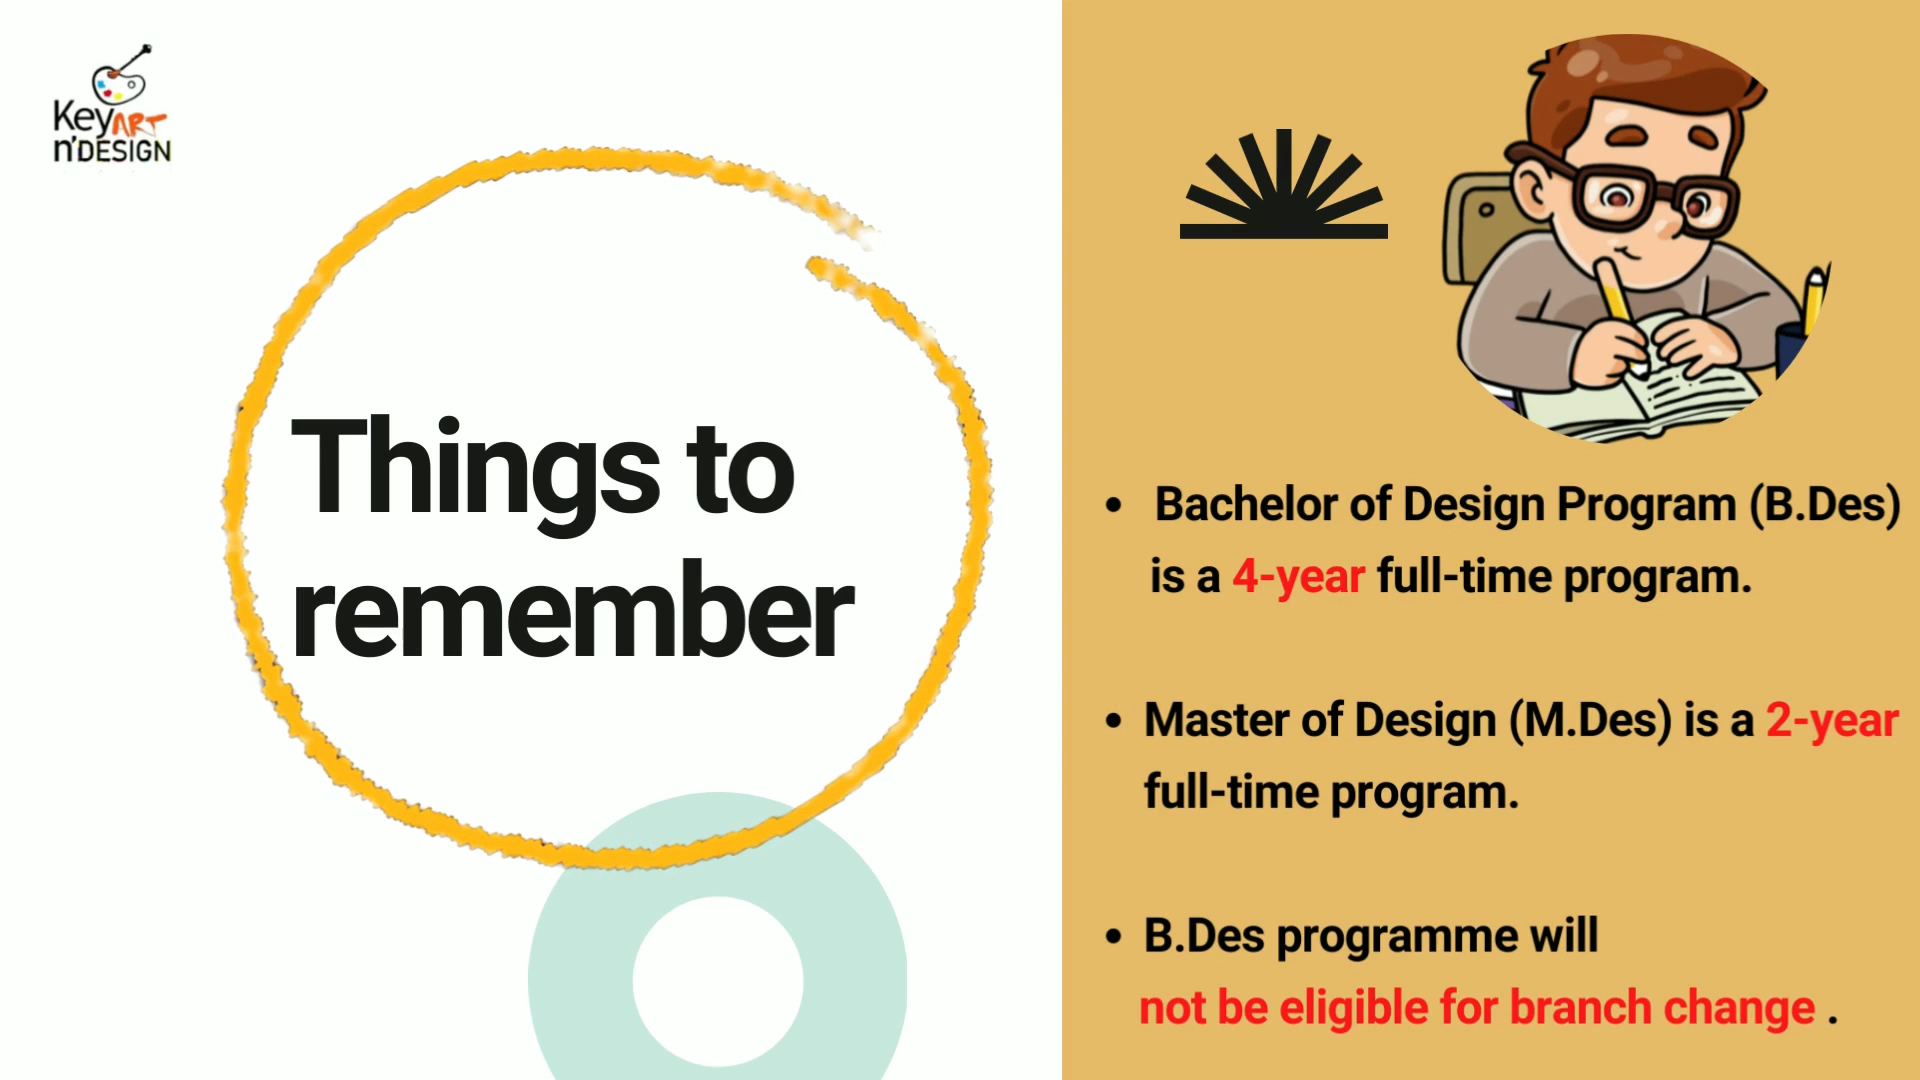 Key ART
n'DESIGN
Things to
remember
• Bachelor of Design Program (B.Des)
is a 4-year full-time program.
• Master of Design (M.Des) is a 2-year
full-time program.
• B.Des programme will
not be eligible for branch change .